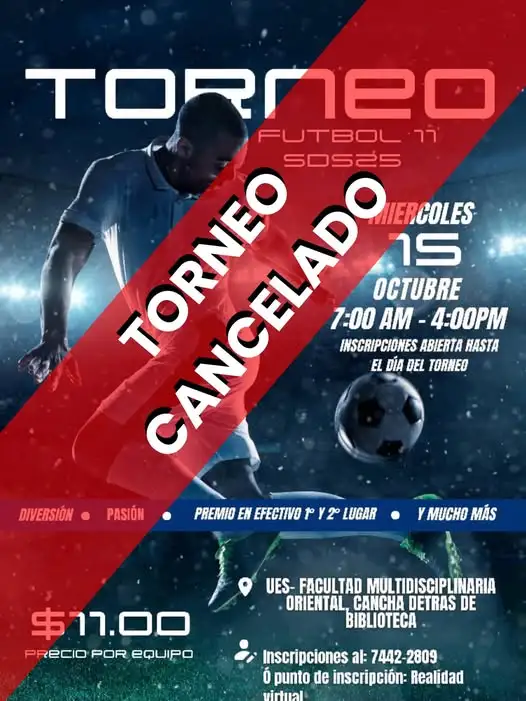 TORNEO
FUTBOL 11
SDS25
TORNEO
CANCELADO
MIERCOLES
15
OCTUBRE
7:00 AM - 4:00PM
INSCRIPCIONES ABIERTA HASTA
EL DÍA DEL TORNEO
DIVERSIÓN ● PASIÓN ● PREMIO EN EFECTIVO 1° Y 2° LUGAR ● Y MUCHO MÁS
UES- FACULTAD MULTIDISCIPLINARIA
ORIENTAL, CANCHA DETRAS DE
BIBLIOTECA
$11.00
PRECIO POR EQUIPO
Inscripciones al: 7442-2809
Ó punto de inscripción: Realidad
virtual